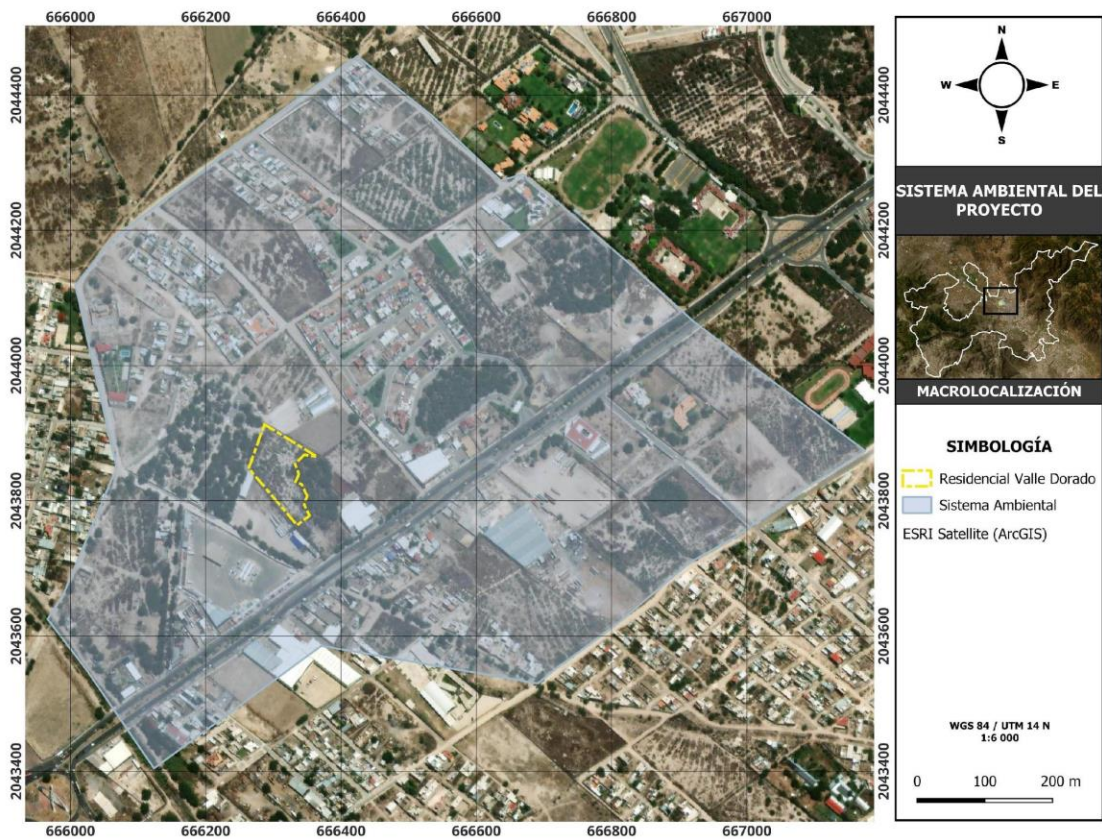 666000 666200 666400 666600 666800 667000
2044400
2044200
2044000
2043800
2043600
2043400
2044400
2044200
2044000
2043800
2043600
2043400
666000 666200 666400 666600 666800 667000
N
W E
S
SISTEMA AMBIENTAL DEL
PROYECTO
MACROLOCALIZACIÓN
SIMBOLOGÍA
Residencial Valle Dorado
Sistema Ambiental
ESRI Satellite (ArcGIS)
WGS 84 / UTM 14 N
1:6 000
0 100 200 m